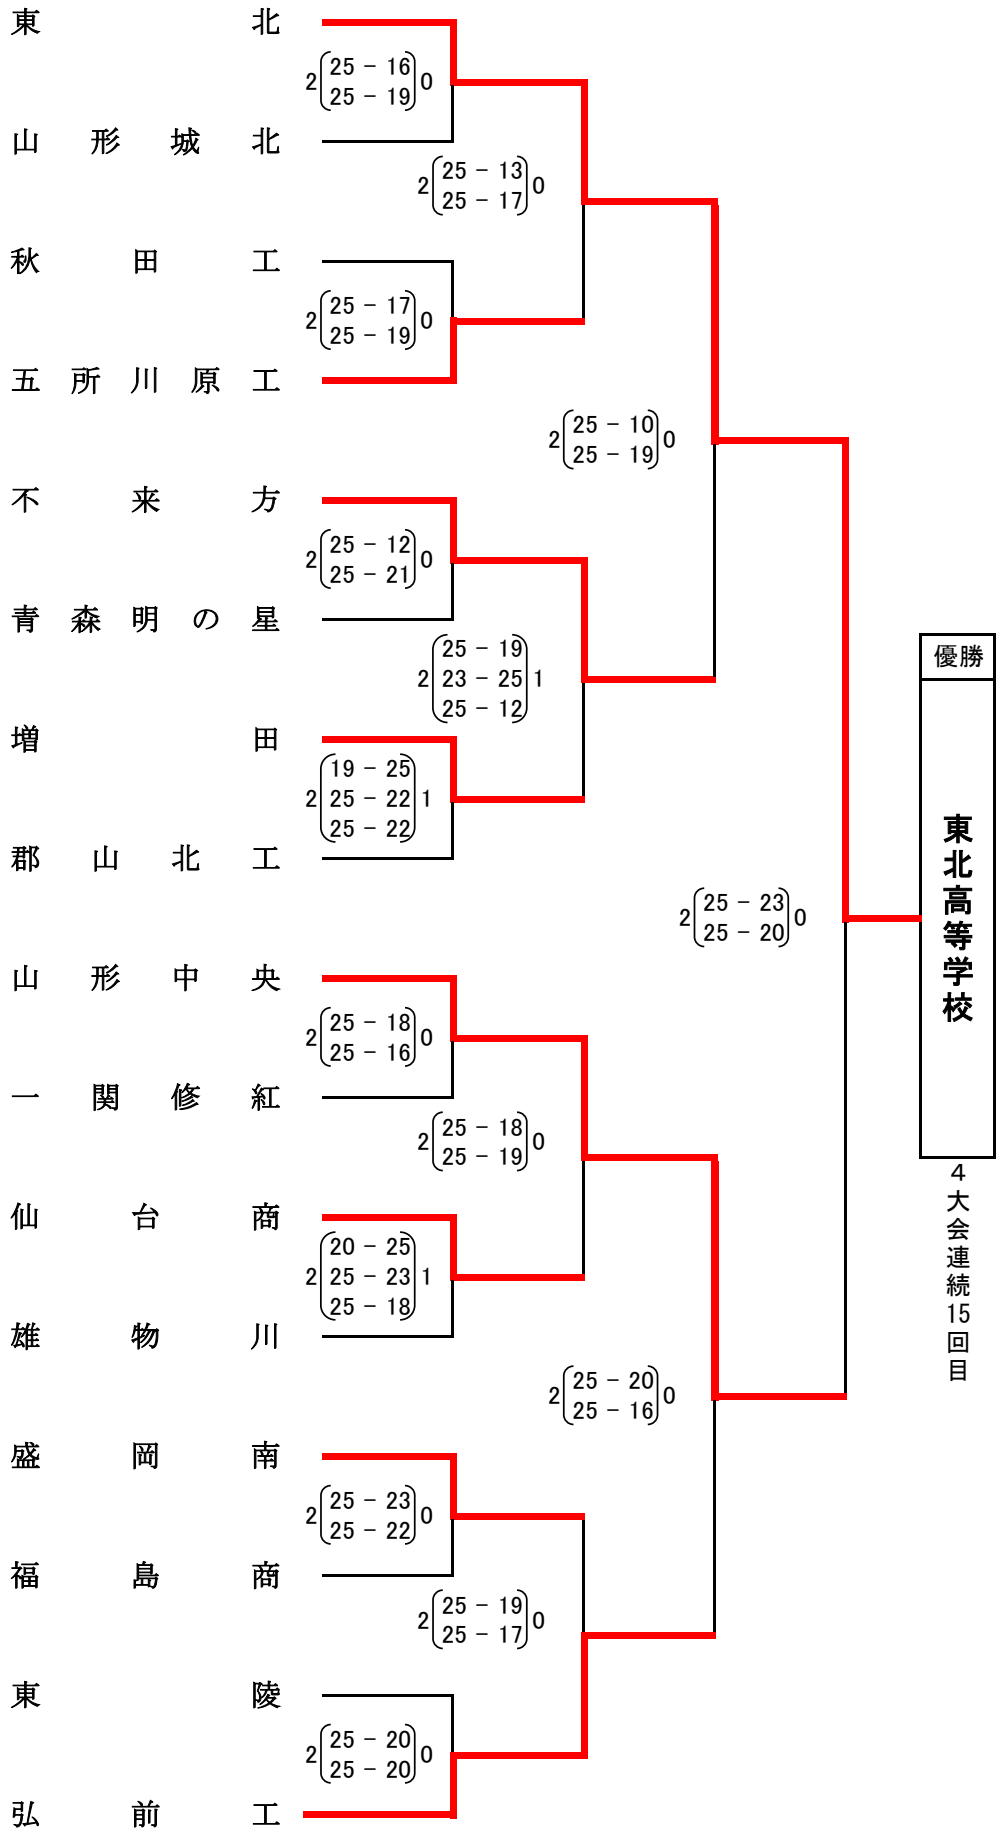 東北
2 25 - 16 0
25 - 19
山形城北
2 25 - 13 0
25 - 17
秋田工
2 25 - 17 0
25 - 19
五所川原工
2 25 - 10 0
25 - 19
不来方
2 25 - 12 0
25 - 21
青森明の星
25 - 19
2 23 - 25 1
25 - 12
増田
19 - 25
2 25 - 22 1
25 - 22
郡山北工
2 25 - 23 0
25 - 20
山形中央
2 25 - 18 0
25 - 16
一関修紅
2 25 - 18 0
25 - 19
仙台商
20 - 25
2 25 - 23 1
25 - 18
雄物川
2 25 - 20 0
25 - 16
盛岡南
2 25 - 23 0
25 - 22
福島商
2 25 - 19 0
25 - 17
東陵
2 25 - 20 0
25 - 20
弘前工
優勝
東北高等学校
4大会連続15回目